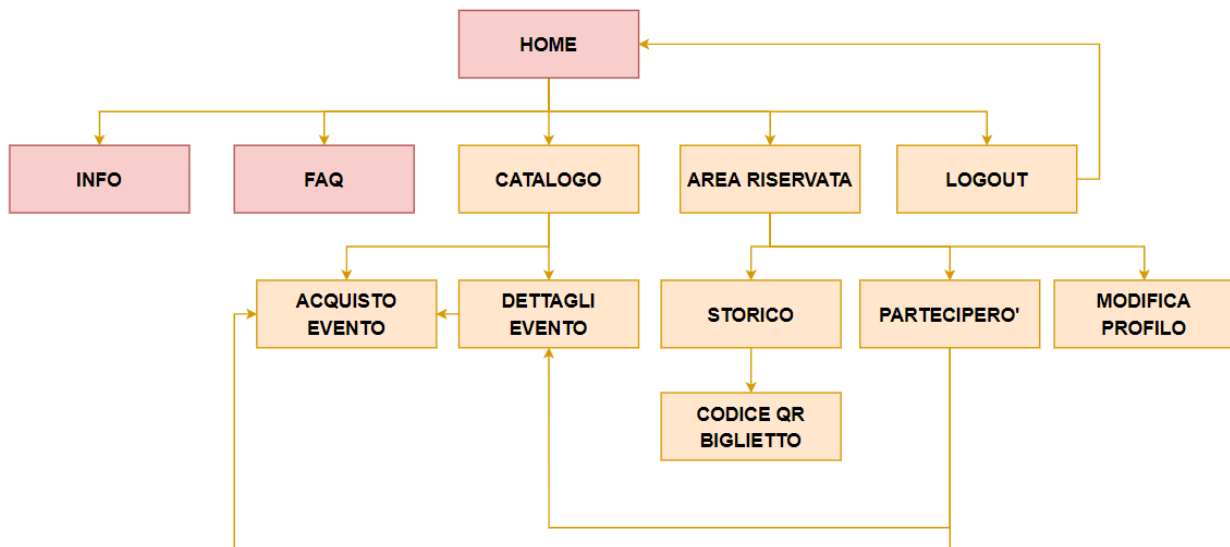 HOME
INFO
FAQ
CATALOGO
AREA RISERVATA
LOGOUT
ACQUISTO
EVENTO
DETTAGLI
EVENTO
STORICO
PARTECIPERO'
MODIFICA
PROFILO
CODICE QR
BIGLIETTO